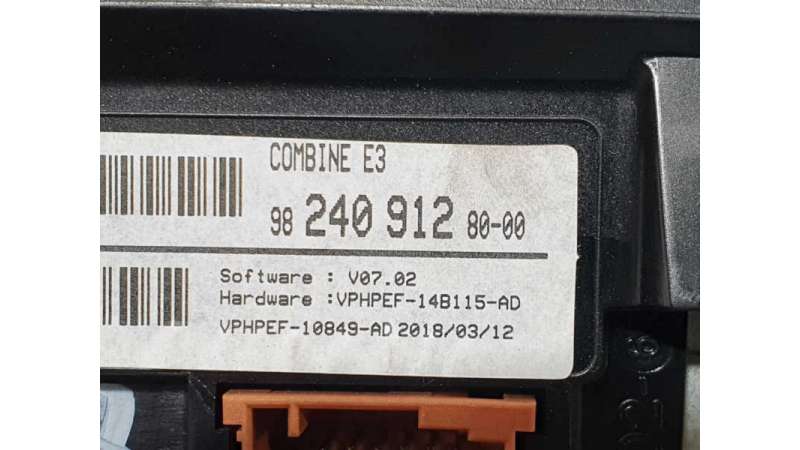 COMBINE E3
98 240 912 80-00
Software : V07.02
Hardware :VPHPEF-14B115-AD
VPHPEF-10849-AD 2018/03/12